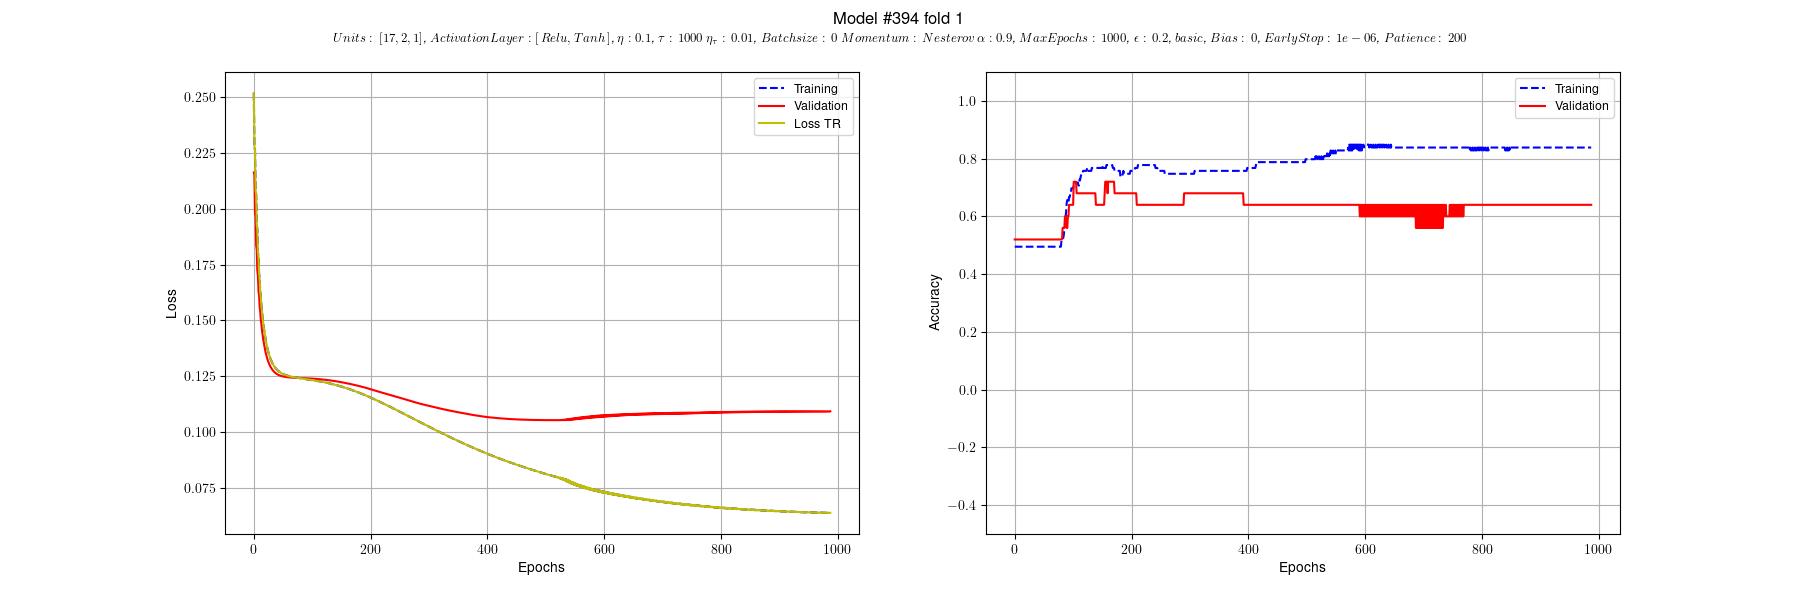 Model #394 fold 1
Units : [17, 2, 1], ActivationLayer : [Relu, Tanh], η : 0.1, τ : 1000 η_τ : 0.01, Batchsize : 0 Momentum : Nesterov α : 0.9, MaxEpochs : 1000, ϵ : 0.2, basic, Bias : 0, EarlyStop : 1e − 06, Patience : 200
Training
Validation
Loss TR
0.250
0.225
0.200
0.175
0.150
0.125
0.100
0.075
Loss
0 200 400 600 800 1000
Epochs
Training
Validation
1.0
0.8
0.6
0.4
0.2
0.0
−0.2
−0.4
Accuracy
0 200 400 600 800 1000
Epochs